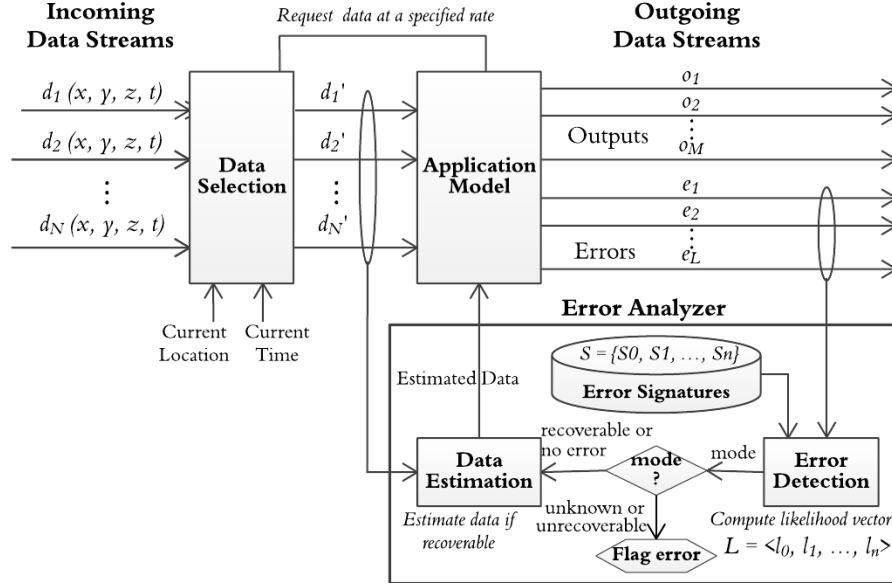 Incoming
Data Streams
Request data at a specified rate
Outgoing
Data Streams
d1 (x, y, z, t)
d2 (x, y, z, t)
⋮
dN (x, y, z, t)
Data
Selection
Current
Location
Current
Time
d1'
d2'
⋮
dN'
Application
Model
o1
o2
⋮
oM
Outputs
e1
e2
⋮
eL
Errors
Error Analyzer
S = {S0, S1, ..., Sn}
Error Signatures
Estimated Data
recoverable or
no error
Data
Estimation
Estimate data if
recoverable
mode
?
mode
Error
Detection
unknown or
unrecoverable
Flag error
Compute likelihood vector
L = <l0, l1, ..., ln>